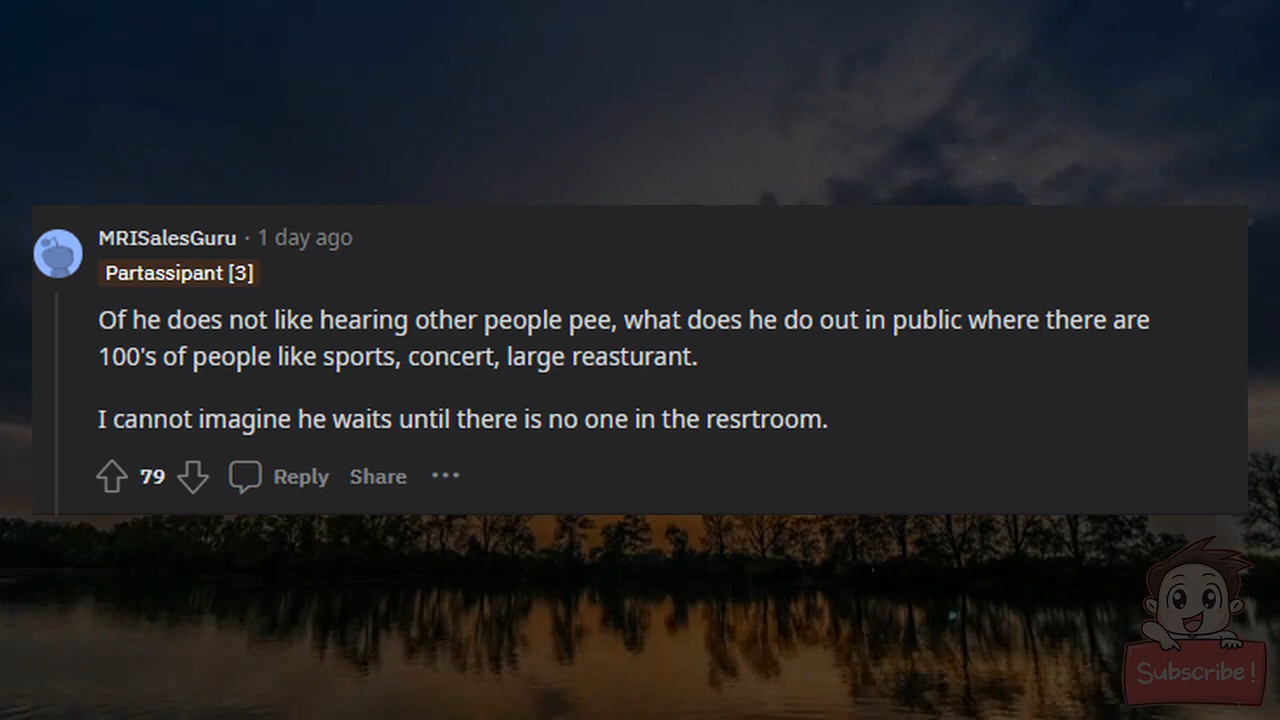 MRISalesGuru · 1 day ago
Partassipant [3]
Of he does not like hearing other people pee, what does he do out in public where there are
100's of people like sports, concert, large reasturant.
I cannot imagine he waits until there is no one in the resrtroom.
79 Reply Share ···
Subscribe!